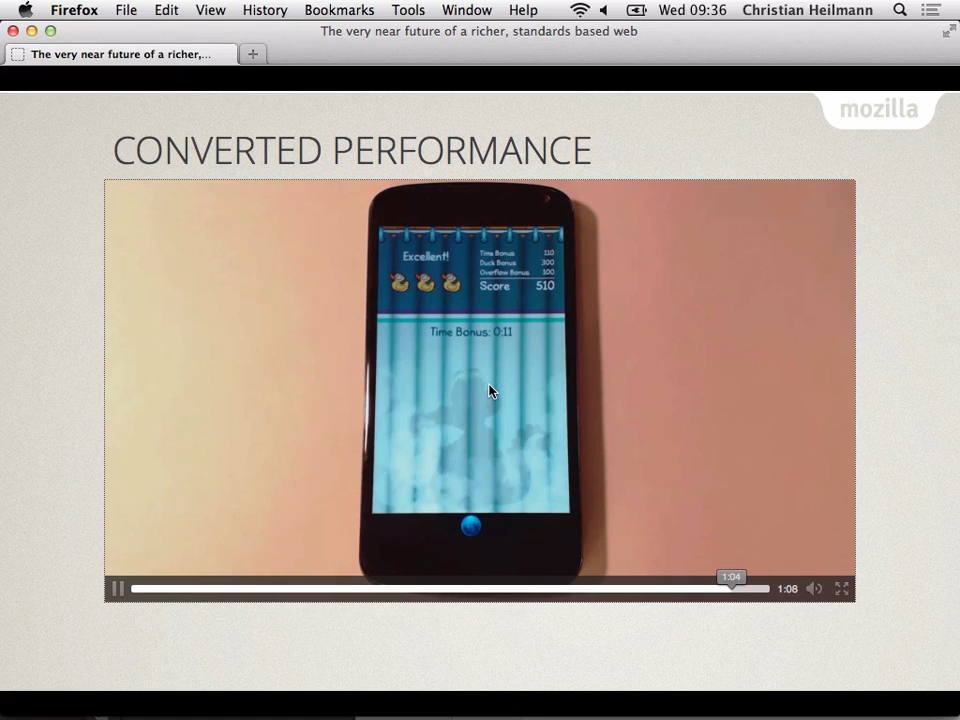 Firefox File Edit View History Bookmarks Tools Window Help Wed 09:36 Christian Heilmann
The very near future of a richer, standards based web
The very near future of a richer,... +
mozilla
CONVERTED PERFORMANCE
Excellent!
Time Bonus 110
Duck Bonus 300
Overflow Bonus 100
Score 510
Time Bonus: 0:11
1:04
1:08